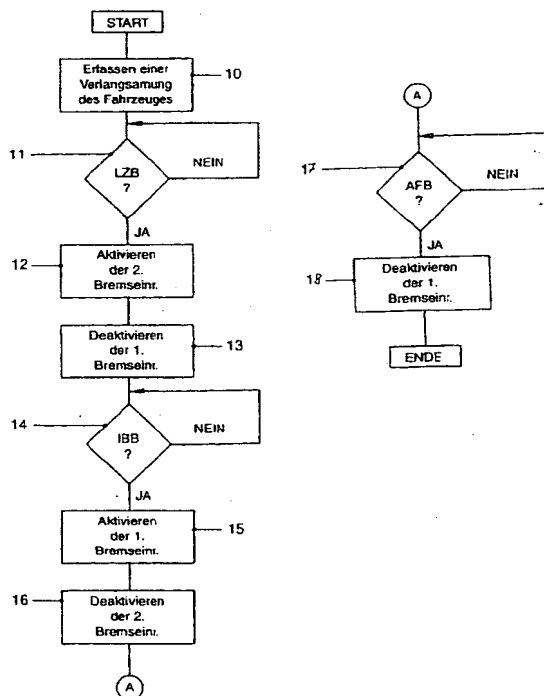 START
Erfassen einer
Verlangsamung
des Fahrzeuges
10
11
LZB
?
NEIN
JA
12
Aktivieren
der 2.
Bremseinr.
Deaktivieren
der 1.
Bremseinr.
13
14
IBB
?
NEIN
JA
Aktivieren
der 1.
Bremseinr.
15
16
Deaktivieren
der 2.
Bremseinr.
A
A
17
AFB
?
NEIN
JA
18
Deaktivieren
der 1.
Bremseinr.
ENDE